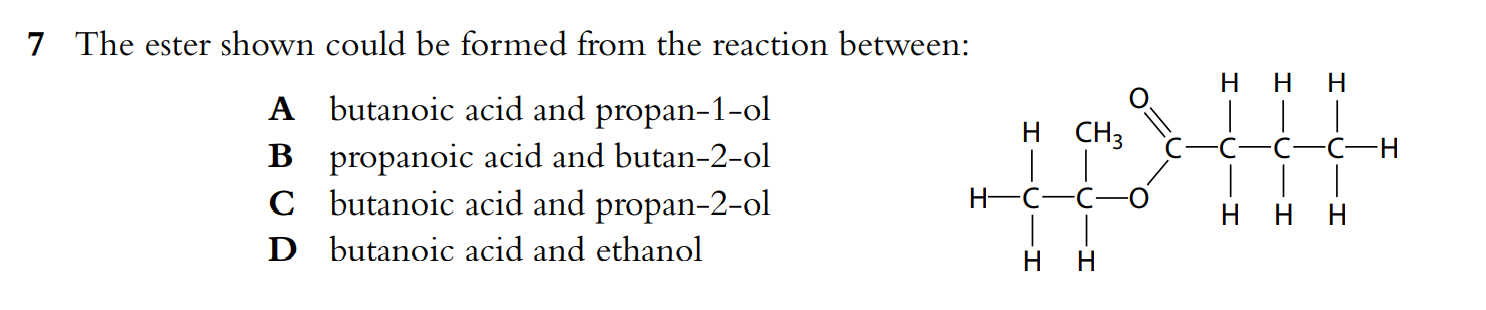 7 The ester shown could be formed from the reaction between:
A butanoic acid and propan-1-ol
B propanoic acid and butan-2-ol
C butanoic acid and propan-2-ol
D butanoic acid and ethanol
H H H
O
H CH₃ C—C—C—C—H
H—C—C—O
H H H
H H